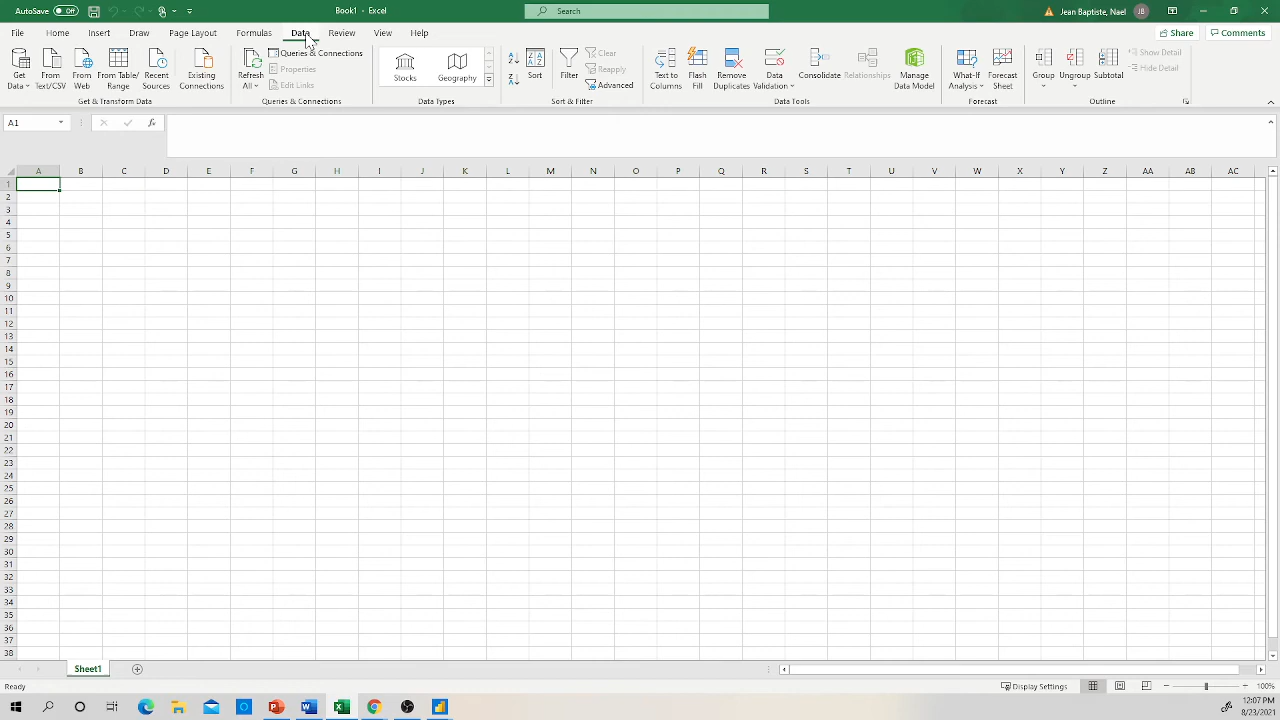 AutoSave Off Book1 - Excel Search Jean Baptiste, Nael JB
File Home Insert Draw Page Layout Formulas Data Review View Help Share Comments
Get Data From Text/CSV From Web From Table/ Range Recent Sources Existing Connections
Get & Transform Data
Refresh All Queries & Connections
Properties
Edit Links
Queries & Connections
Stocks Geography
Data Types
Sort Filter Clear
Reapply
Advanced
Sort & Filter
Text to Columns Flash Fill Remove Duplicates Data Validation Consolidate Relationships Manage Data Model
Data Tools
What-If Analysis Forecast Sheet
Forecast
Group Ungroup Subtotal Show Detail
Hide Detail
Outline
A1 fx
A B C D E F G H I J K L M N O P Q R S T U V W X Y Z AA AB AC
1
2
3
4
5
6
7
8
9
10
11
12
13
14
15
16
17
18
19
20
21
22
23
24
25
26
27
28
29
30
31
32
33
34
35
36
37
38
Sheet1
Ready Display Settings 100%
12:07 PM
8/23/2021